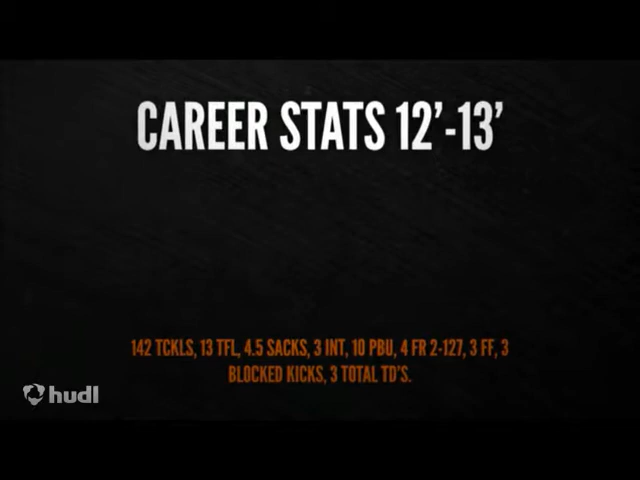 CAREER STATS 12'-13'
142 TCKLS, 13 TFL, 4.5 SACKS, 3 INT, 10 PBU, 4 FR 2-127, 3 FF, 3
BLOCKED KICKS, 3 TOTAL TD'S.
hudl